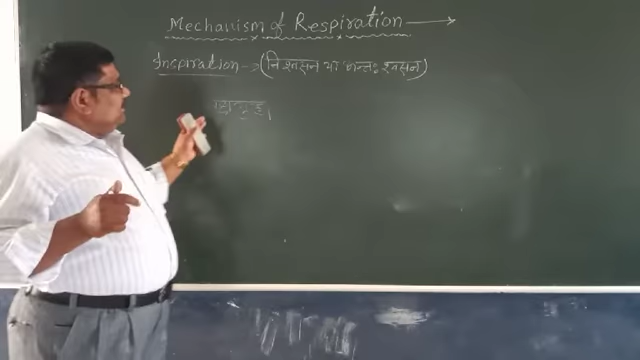 Mechanism of Respiration →
Inspiration → (निश्वसन या अन्तः श्वसन)